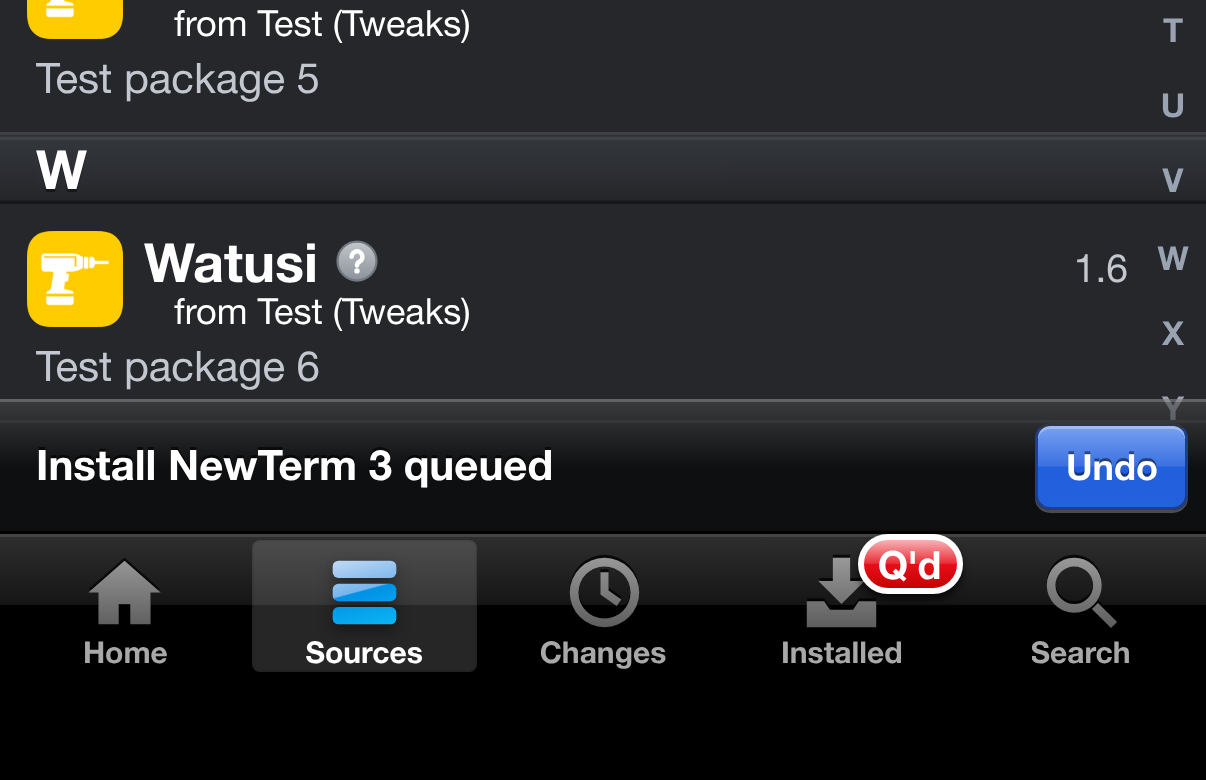 from Test (Tweaks)
Test package 5
T
U
V
W
X
Y
W
Watusi ?
1.6
from Test (Tweaks)
Test package 6
Install NewTerm 3 queued
Undo
Q'd
Home
Sources
Changes
Installed
Search